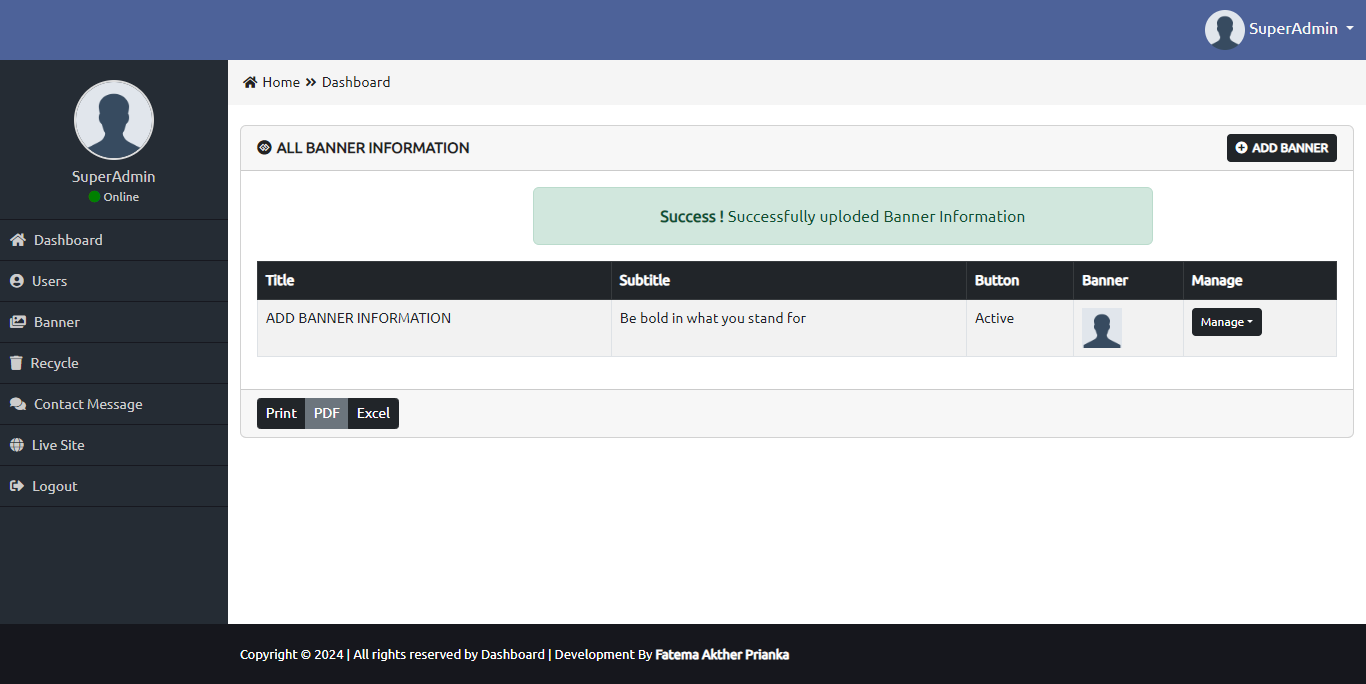 SuperAdmin
SuperAdmin
Online
Dashboard
Users
Banner
Recycle
Contact Message
Live Site
Logout
Home » Dashboard
ALL BANNER INFORMATION
ADD BANNER
Success ! Successfully uploded Banner Information
Title Subtitle Button Banner Manage
ADD BANNER INFORMATION Be bold in what you stand for Active Manage
Print PDF Excel
Copyright © 2024 | All rights reserved by Dashboard | Development By Fatema Akther Prianka